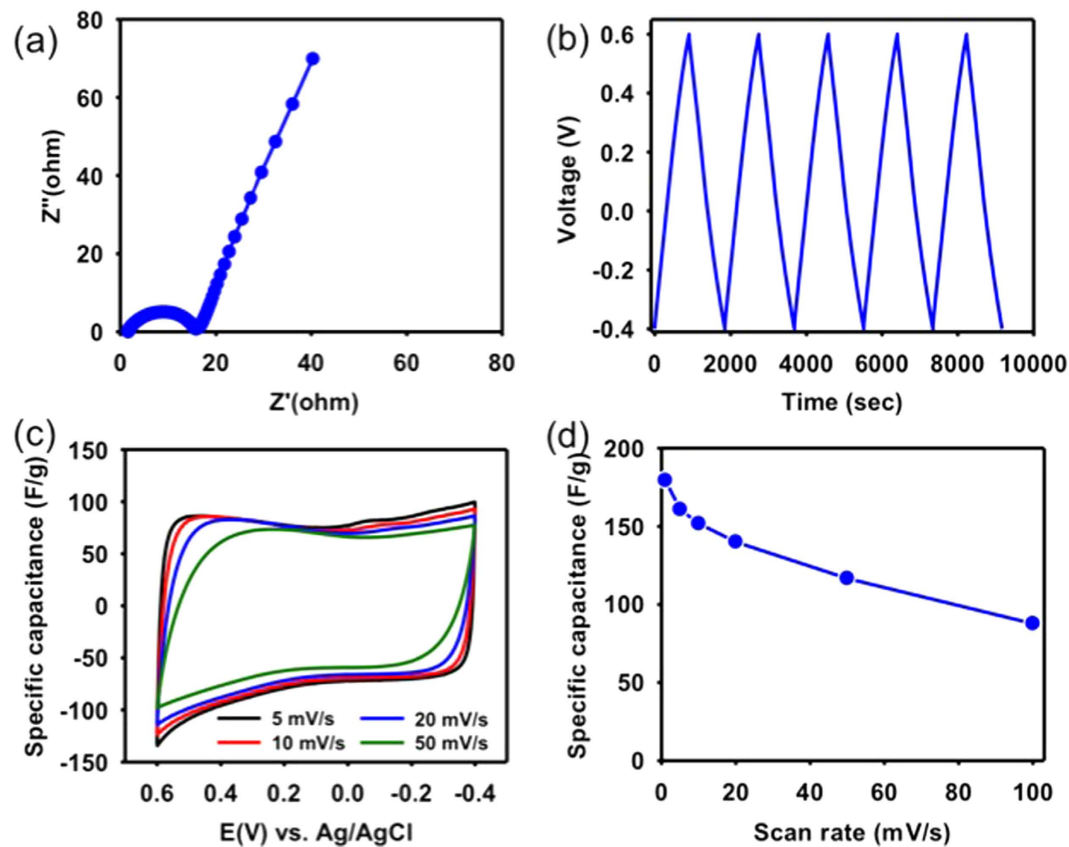 (a)
80
60
40
20
0
Z"(ohm)
0 20 40 60 80
Z'(ohm)
(b)
0.6
0.4
0.2
0.0
-0.2
-0.4
Voltage (V)
0 2000 4000 6000 8000 10000
Time (sec)
(c)
150
100
50
0
-50
-100
-150
Specific capacitance (F/g)
5 mV/s 20 mV/s
10 mV/s 50 mV/s
0.6 0.4 0.2 0.0 -0.2 -0.4
E(V) vs. Ag/AgCl
(d)
200
150
100
50
0
Specific capacitance (F/g)
0 20 40 60 80 100
Scan rate (mV/s)